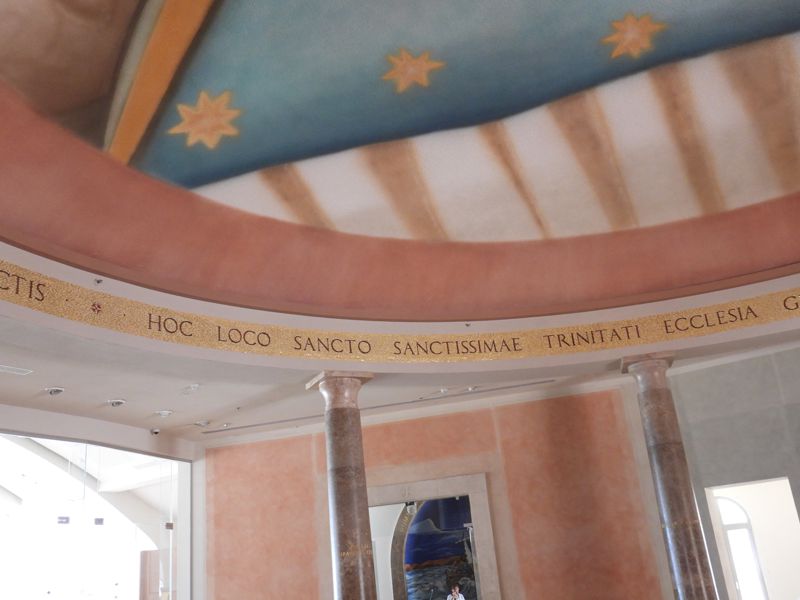 CTIS · HOC LOCO SANCTO SANCTISSIMAE TRINITATI ECCLESIA G